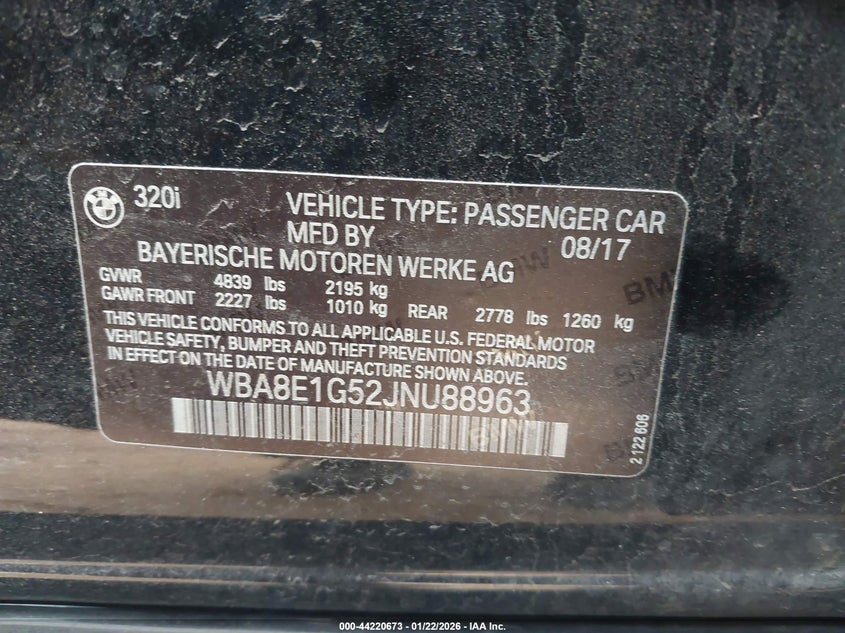 320i
VEHICLE TYPE: PASSENGER CAR
MFD BY 08/17
BAYERISCHE MOTOREN WERKE AG
GVWR 4839 lbs 2195 kg
GAWR FRONT 2227 lbs 1010 kg REAR 2778 lbs 1260 kg
THIS VEHICLE CONFORMS TO ALL APPLICABLE U.S. FEDERAL MOTOR
VEHICLE SAFETY, BUMPER AND THEFT PREVENTION STANDARDS
IN EFFECT ON THE DATE OF MANUFACTURE SHOWN ABOVE.
WBA8E1G52JNU88963
2 122 606
000-44220673 - 01/22/2026 - IAA Inc.